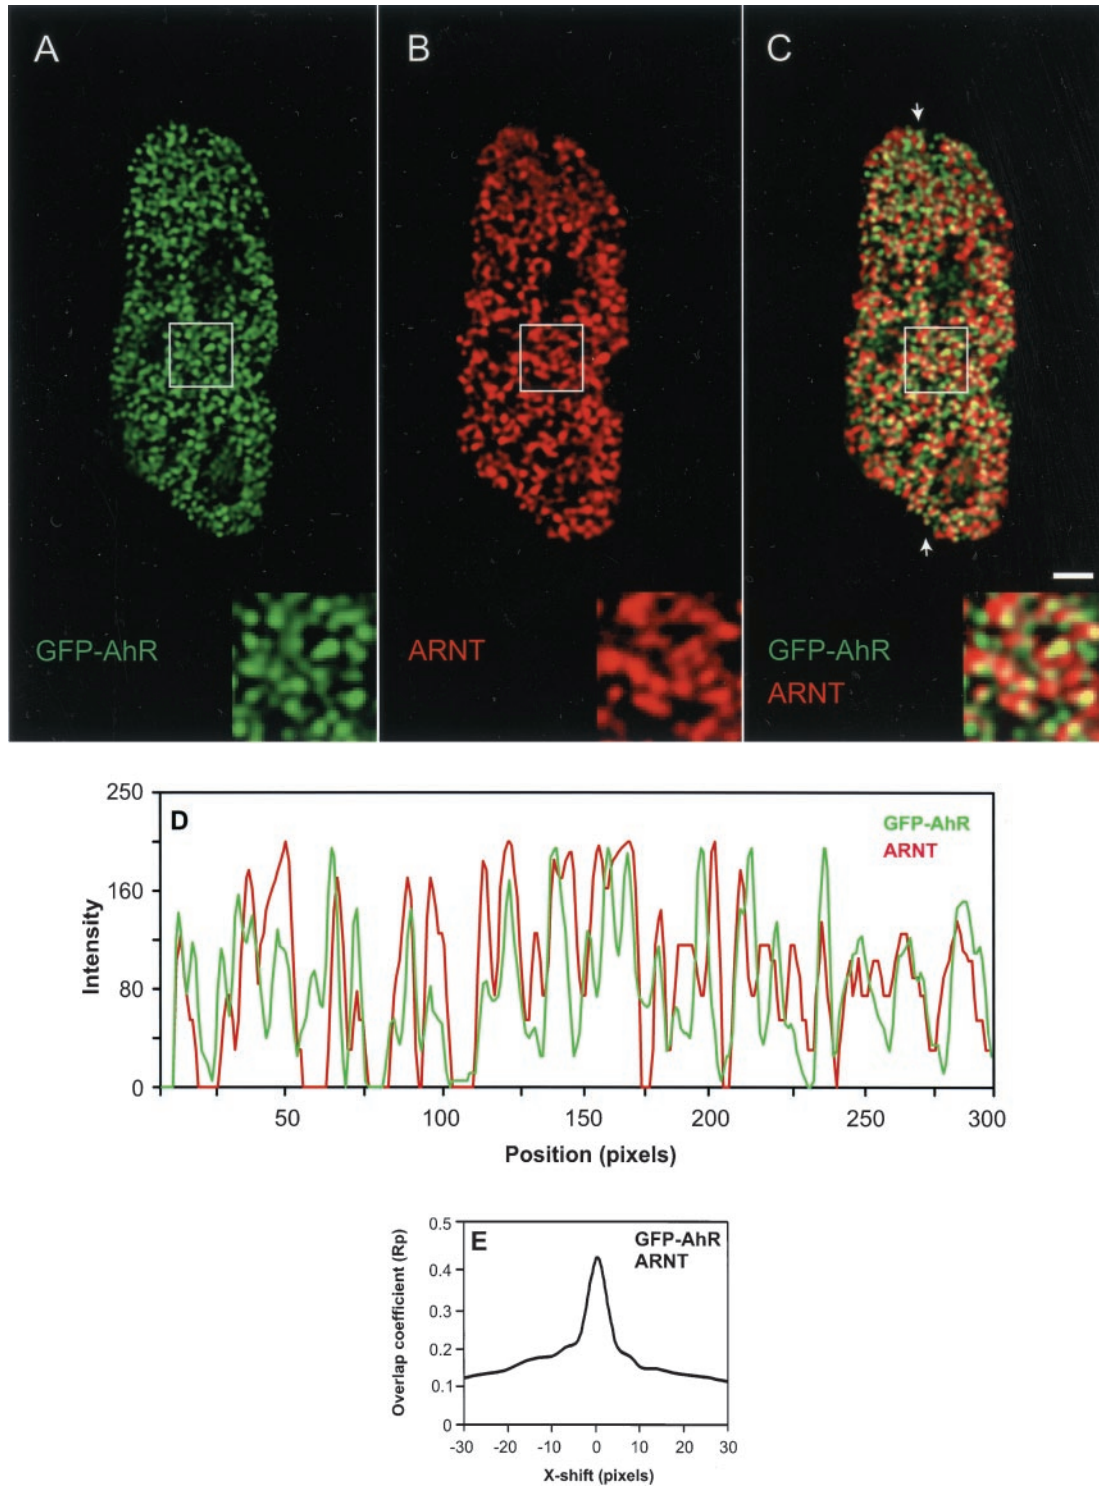 A
B
C
GFP-AhR
ARNT
GFP-AhR
ARNT
250
160
80
0
Intensity
D
GFP-AhR
ARNT
50
100
150
200
250
300
Position (pixels)
0.5
0.4
0.3
0.2
0.1
0
Overlap coefficient (Rp)
E
GFP-AhR
ARNT
-30
-20
-10
0
10
20
30
X-shift (pixels)